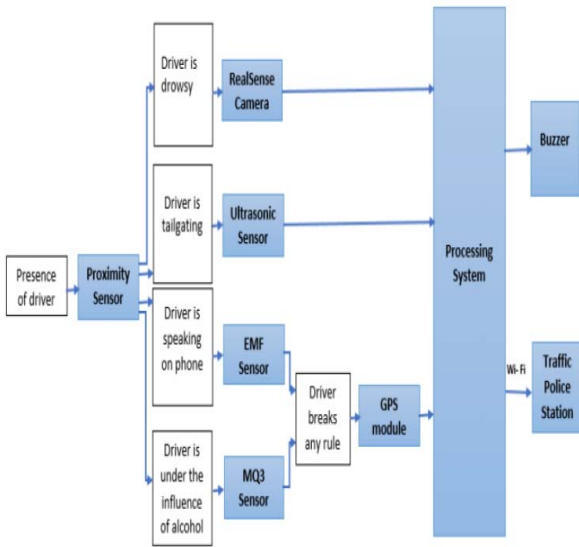 Presence
of driver
Proximity
Sensor
Driver is
drowsy
RealSense
Camera
Driver is
tailgating
Ultrasonic
Sensor
Driver is
speaking
on phone
EMF
Sensor
Driver is
under the
influence
of alcohol
MQ3
Sensor
Driver
breaks
any rule
GPS
module
Processing
System
Buzzer
Wi- Fi
Traffic
Police
Station